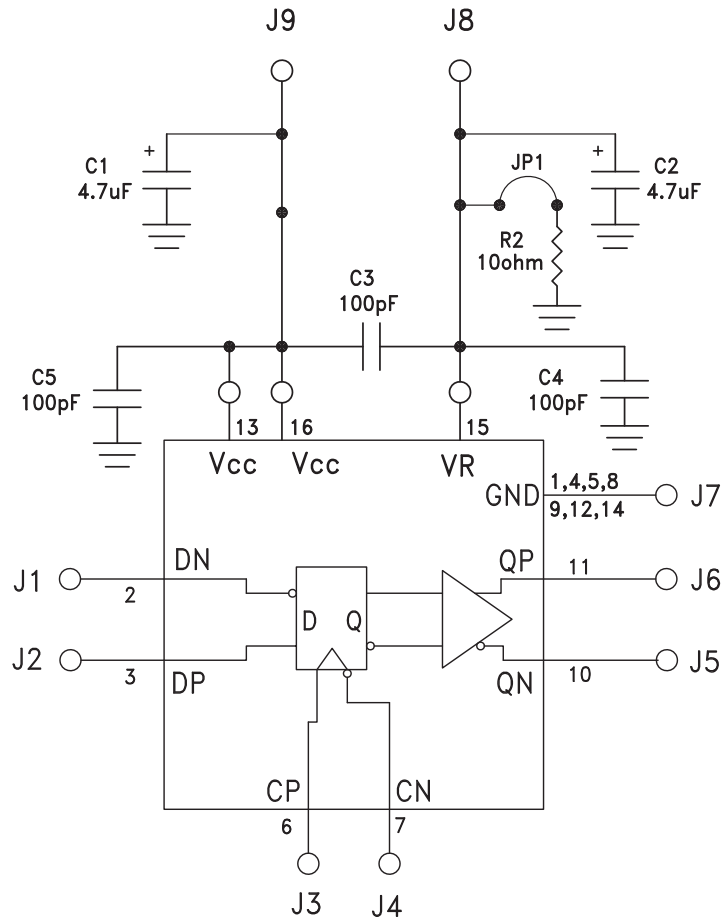 J9
J8
+
C1
4.7uF
JP1
+
C2
4.7uF
R2
10ohm
C3
100pF
C5
100pF
C4
100pF
13
16
15
Vcc
Vcc
VR
GND
1,4,5,8
9,12,14
J7
J1
2
DN
D
Q
QP
11
J6
J2
3
DP
QN
10
J5
CP
CN
6
7
J3
J4